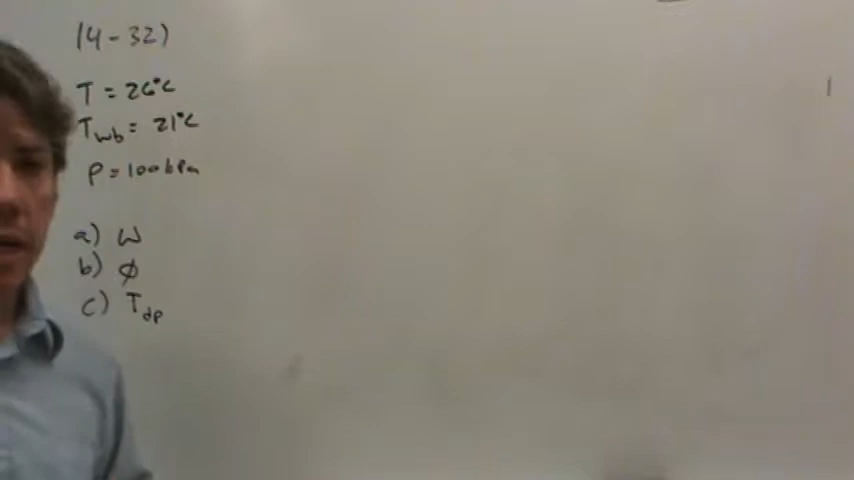 14-32)
T = 26°C
Twb = 21°C
P = 100 kPa
a) ω
b) φ
c) Tdp